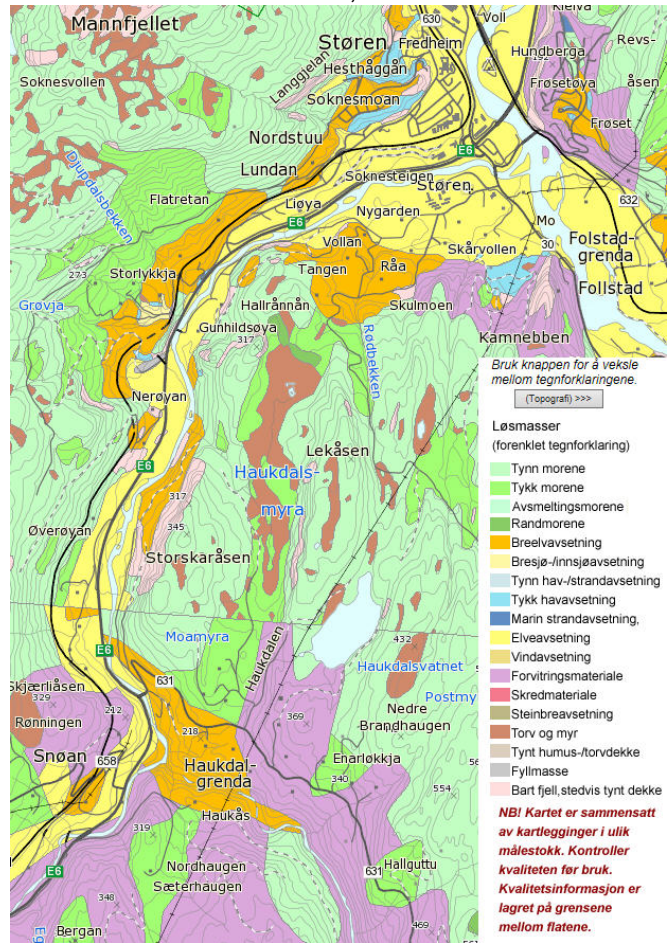 Mannfjellet
630
Voll
Kleiva
Støren
Fredheim
Hundberga
192
Revs-
åsen
Soknesvollen
Langgjelan
Hesthåggån
Soknesmoan
Frøsetøya
Frøset
Nordstuu
E6
Lundan
Djupdalsbekken
Soknesteigen
Støren
Flatretan
Liøya
E6
Nygarden
632
Mo
30
Folstad-
grenda
Vollan
Skårvollen
273
Storlykkja
Tangen
Råa
Follstad
Grøvja
Hallrånnån
Skulmoen
Gunhildsøya
317
Rødbekken
Kamnebben
Bruk knappen for å veksle
mellom tegnforklaringene.
(Topografi) >>>
Nerøyan
Løsmasser
(forenklet tegnforklaring)
Lekåsen
E6
Haukdals-
myra
Tynn morene
Tykk morene
Avsmeltingsmorene
Randmorene
Breelvavsetning
Bresjø-/innsjøavsetning
Tynn hav-/strandavsetning
Tykk havavsetning
Marin strandavsetning,
Elveavsetning
Vindavsetning
Forvitringsmateriale
Skredmateriale
Steinbreavsetning
Torv og myr
Tynt humus-/torvdekke
Fyllmasse
Bart fjell,stedvis tynt dekke
317
345
Øverøyan
Storskaråsen
Moamyra
Haukdalen
432
E6
631
Haukdalsvatnet
Skjærliåsen
329
Postmy
Rønningen
212
369
Nedre
Brandhaugen
218
Snøan
658
Haukdal-
grenda
Enarløkkja
340
554
Haukås
319
NB! Kartet er sammensatt
av kartlegginger i ulik
målestokk. Kontroller
kvaliteten før bruk.
Kvalitetsinformasjon er
lagret på grensene
mellom flatene.
E6
Nordhaugen
Sæterhaugen
Hallguttu
631
348
469
Bergan